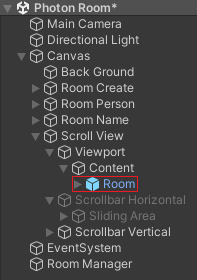 Photon Room*
Main Camera
Directional Light
Canvas
Back Ground
Room Create
Room Person
Room Name
Scroll View
Viewport
Content
Room
Scrollbar Horizontal
Sliding Area
Scrollbar Vertical
EventSystem
Room Manager